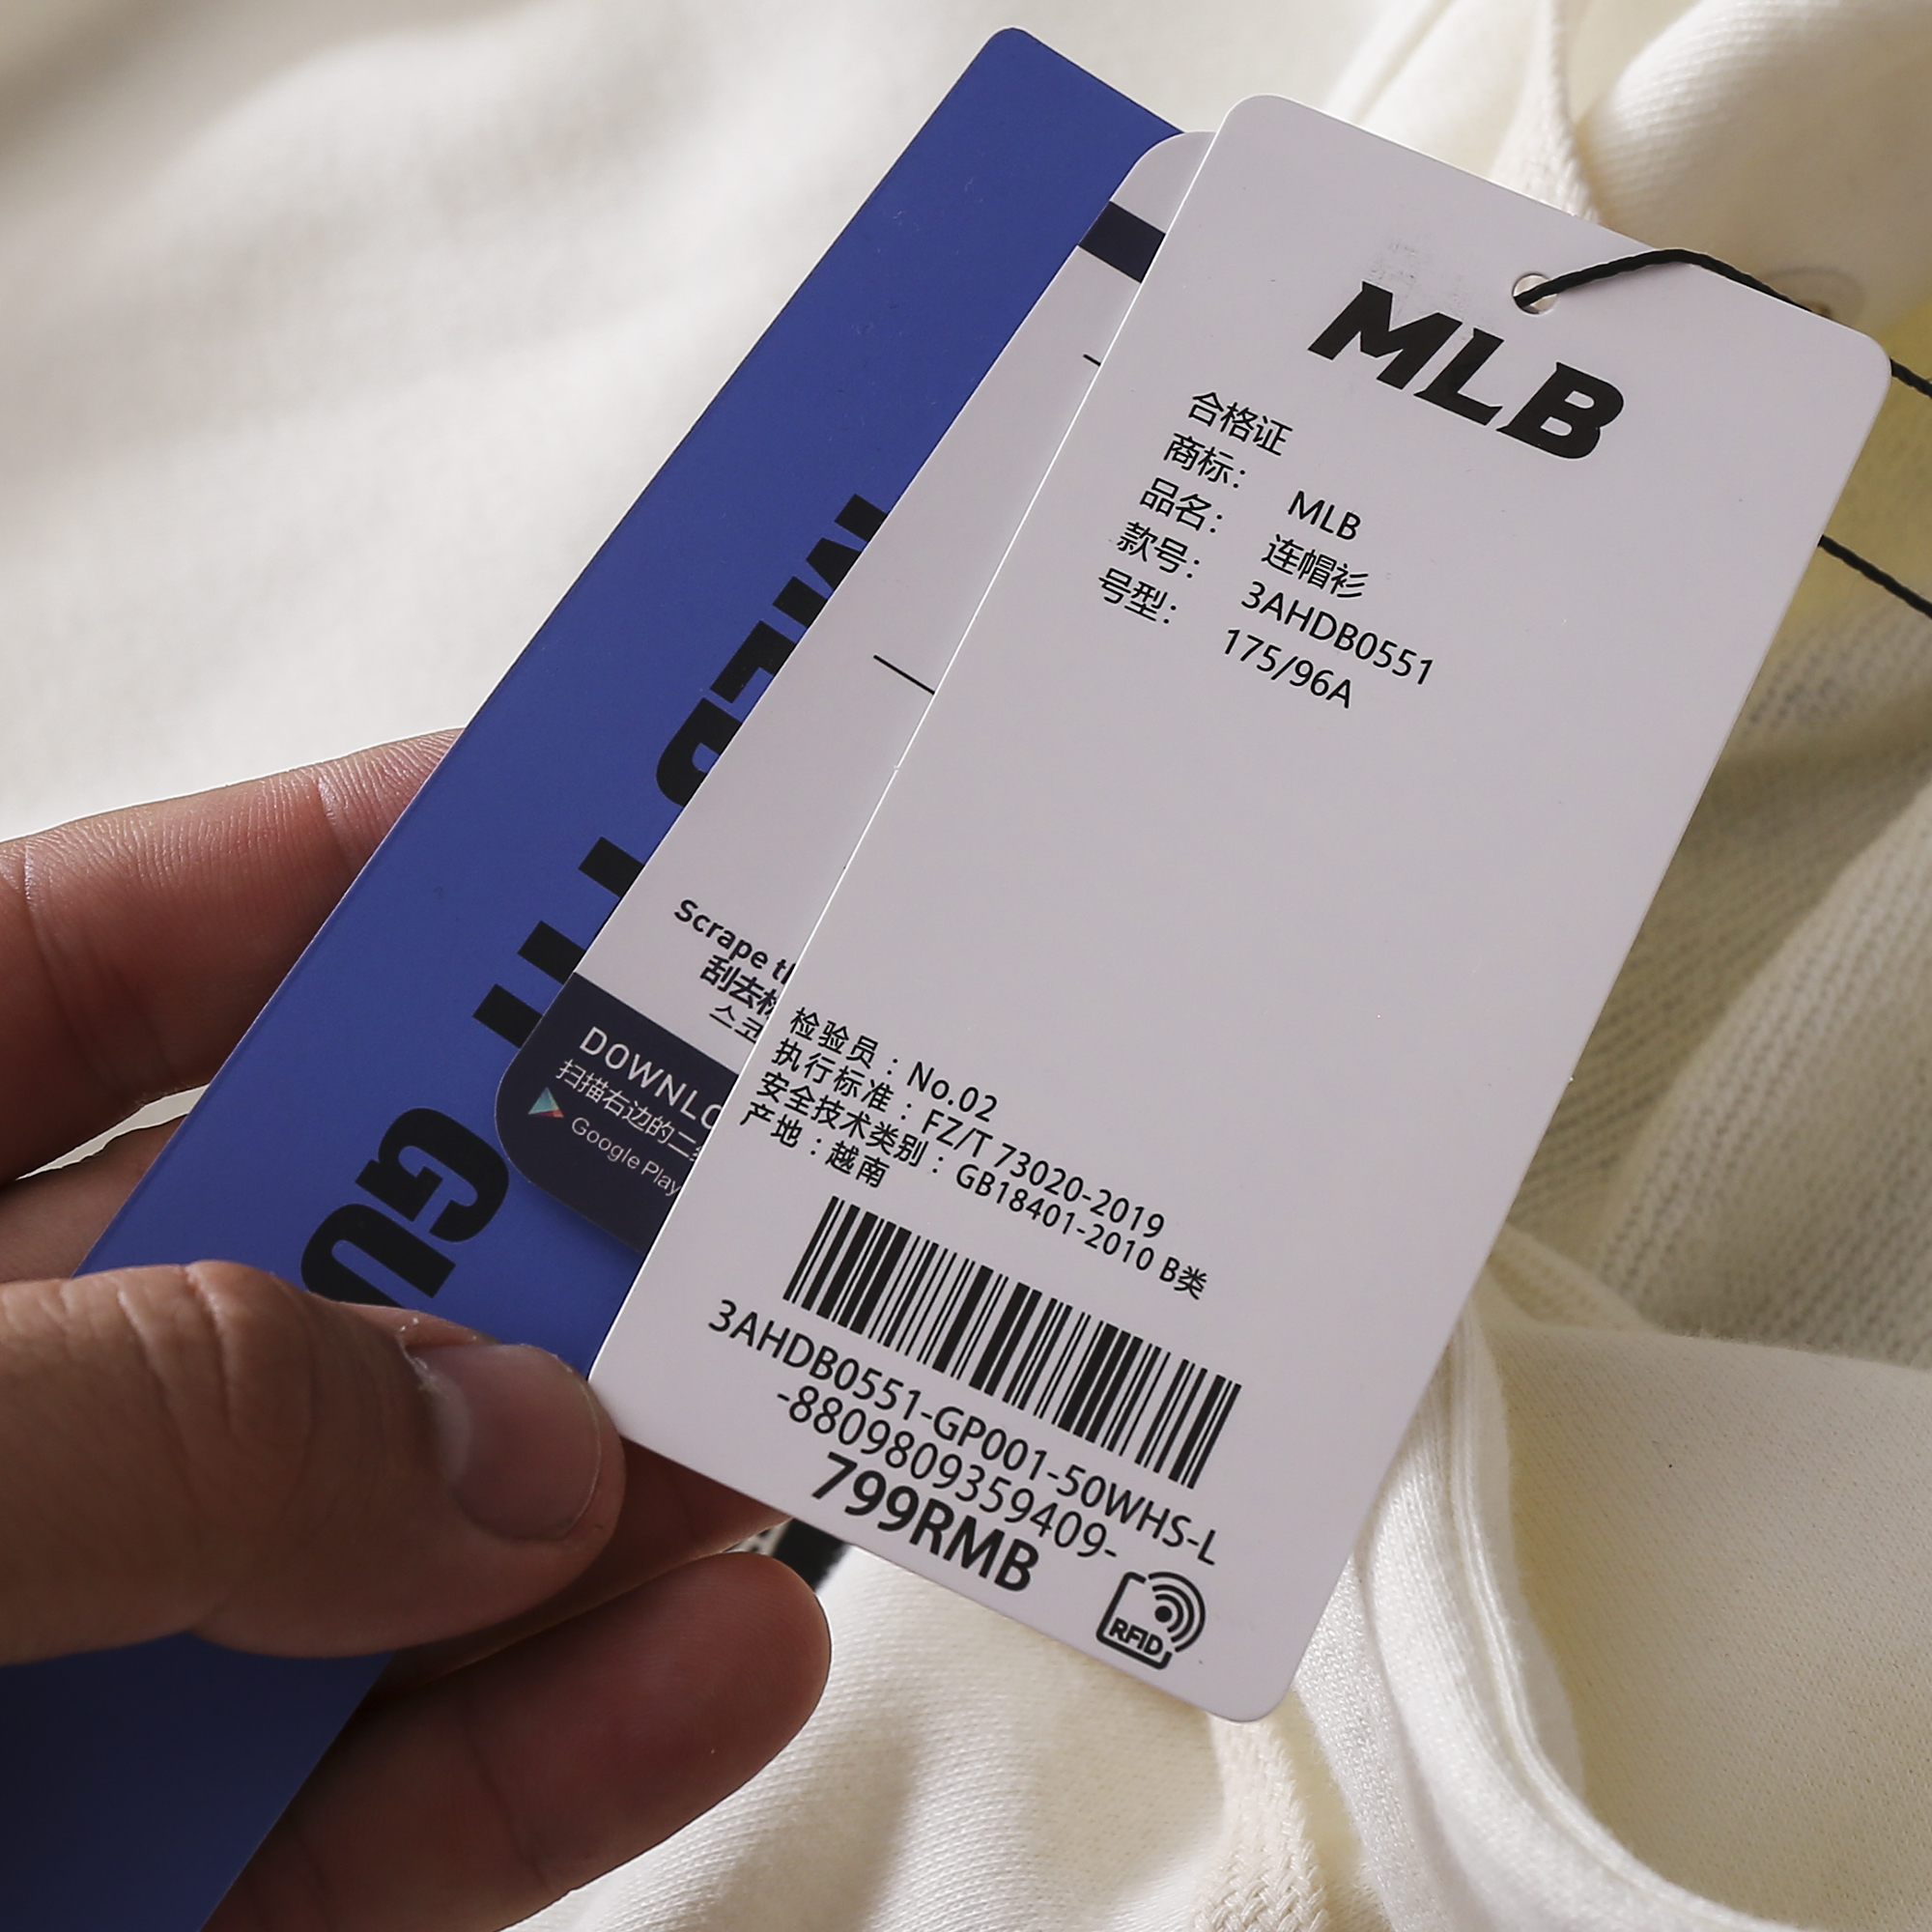 MLB
合格证
商标： MLB
品名： 连帽衫
款号： 3AHDB0551
号型： 175/96A
检验员：No.02
执行标准：FZ/T 73020-2019
安全技术类别：GB18401-2010 B类
产地：越南
3AHDB0551-GP001-50WHS-L
-8809809359409-
799RMB
RFID
Scrape
刮去
스크
DOWNLO
扫描右边的二
Google Play